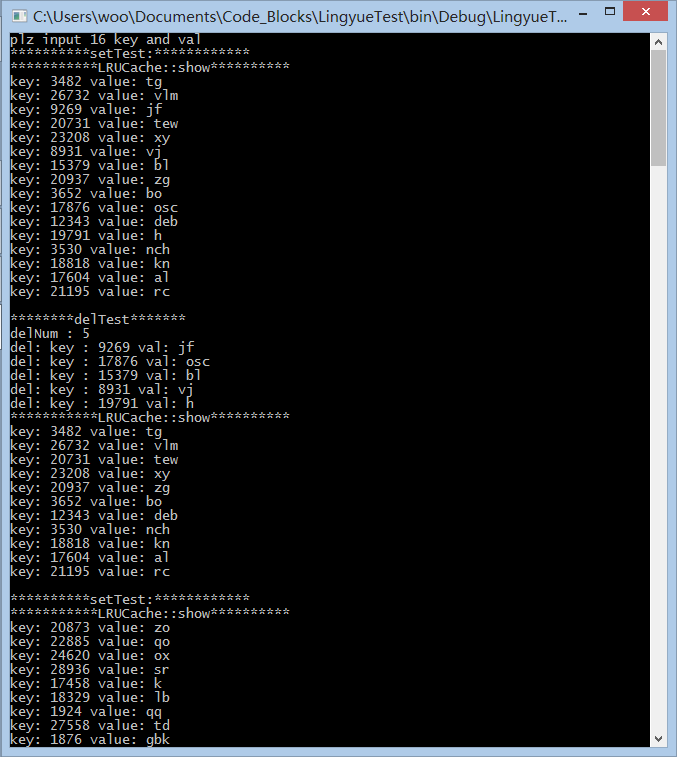 C:\Users\woo\Documents\Code_Blocks\LingyueTest\bin\Debug\LingyueT...
plz input 16 key and val
**********setTest:************
***********LRUCache::show**********
key: 3482 value: tg
key: 26732 value: vlm
key: 9269 value: jf
key: 20731 value: tew
key: 23208 value: xy
key: 8931 value: vj
key: 15379 value: bl
key: 20937 value: zg
key: 3652 value: bo
key: 17876 value: osc
key: 12343 value: deb
key: 19791 value: h
key: 3530 value: nch
key: 18818 value: kn
key: 17604 value: al
key: 21195 value: rc

********delTest*******
delNum : 5
del: key : 9269 val: jf
del: key : 17876 val: osc
del: key : 15379 val: bl
del: key : 8931 val: vj
del: key : 19791 val: h
***********LRUCache::show**********
key: 3482 value: tg
key: 26732 value: vlm
key: 20731 value: tew
key: 23208 value: xy
key: 20937 value: zg
key: 3652 value: bo
key: 12343 value: deb
key: 3530 value: nch
key: 18818 value: kn
key: 17604 value: al
key: 21195 value: rc

**********setTest:************
***********LRUCache::show**********
key: 20873 value: zo
key: 22885 value: qo
key: 24620 value: ox
key: 28936 value: sr
key: 17458 value: k
key: 18329 value: lb
key: 1924 value: qq
key: 27558 value: td
key: 1876 value: gbk